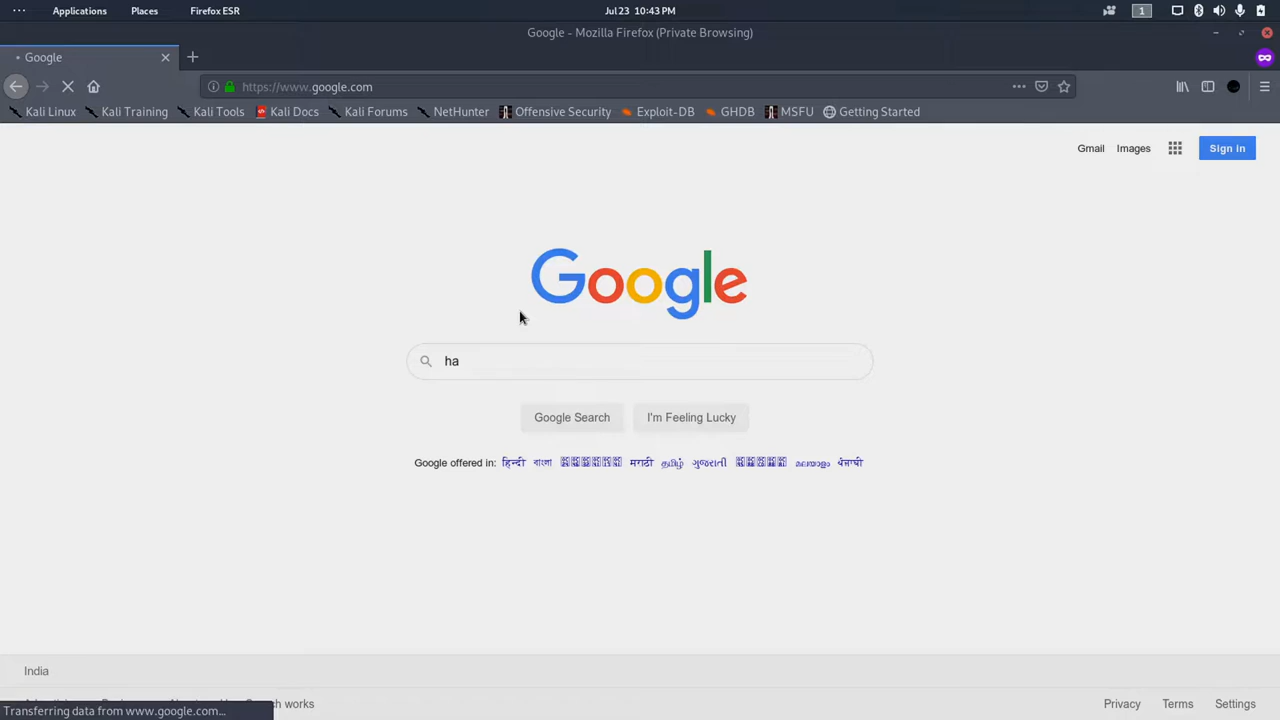 Applications Places Firefox ESR Jul 23 10:43 PM 1
Google - Mozilla Firefox (Private Browsing)
Google
https://www.google.com
Kali Linux Kali Training Kali Tools Kali Docs Kali Forums NetHunter Offensive Security Exploit-DB GHDB MSFU Getting Started
Gmail Images Sign in
Google
ha
Google Search I'm Feeling Lucky
Google offered in: हिन्दी বাংলা मराठी தமிழ் ગુજરાતી മലയാളം ਪੰਜਾਬੀ
India
works Privacy Terms Settings
Transferring data from www.google.com...